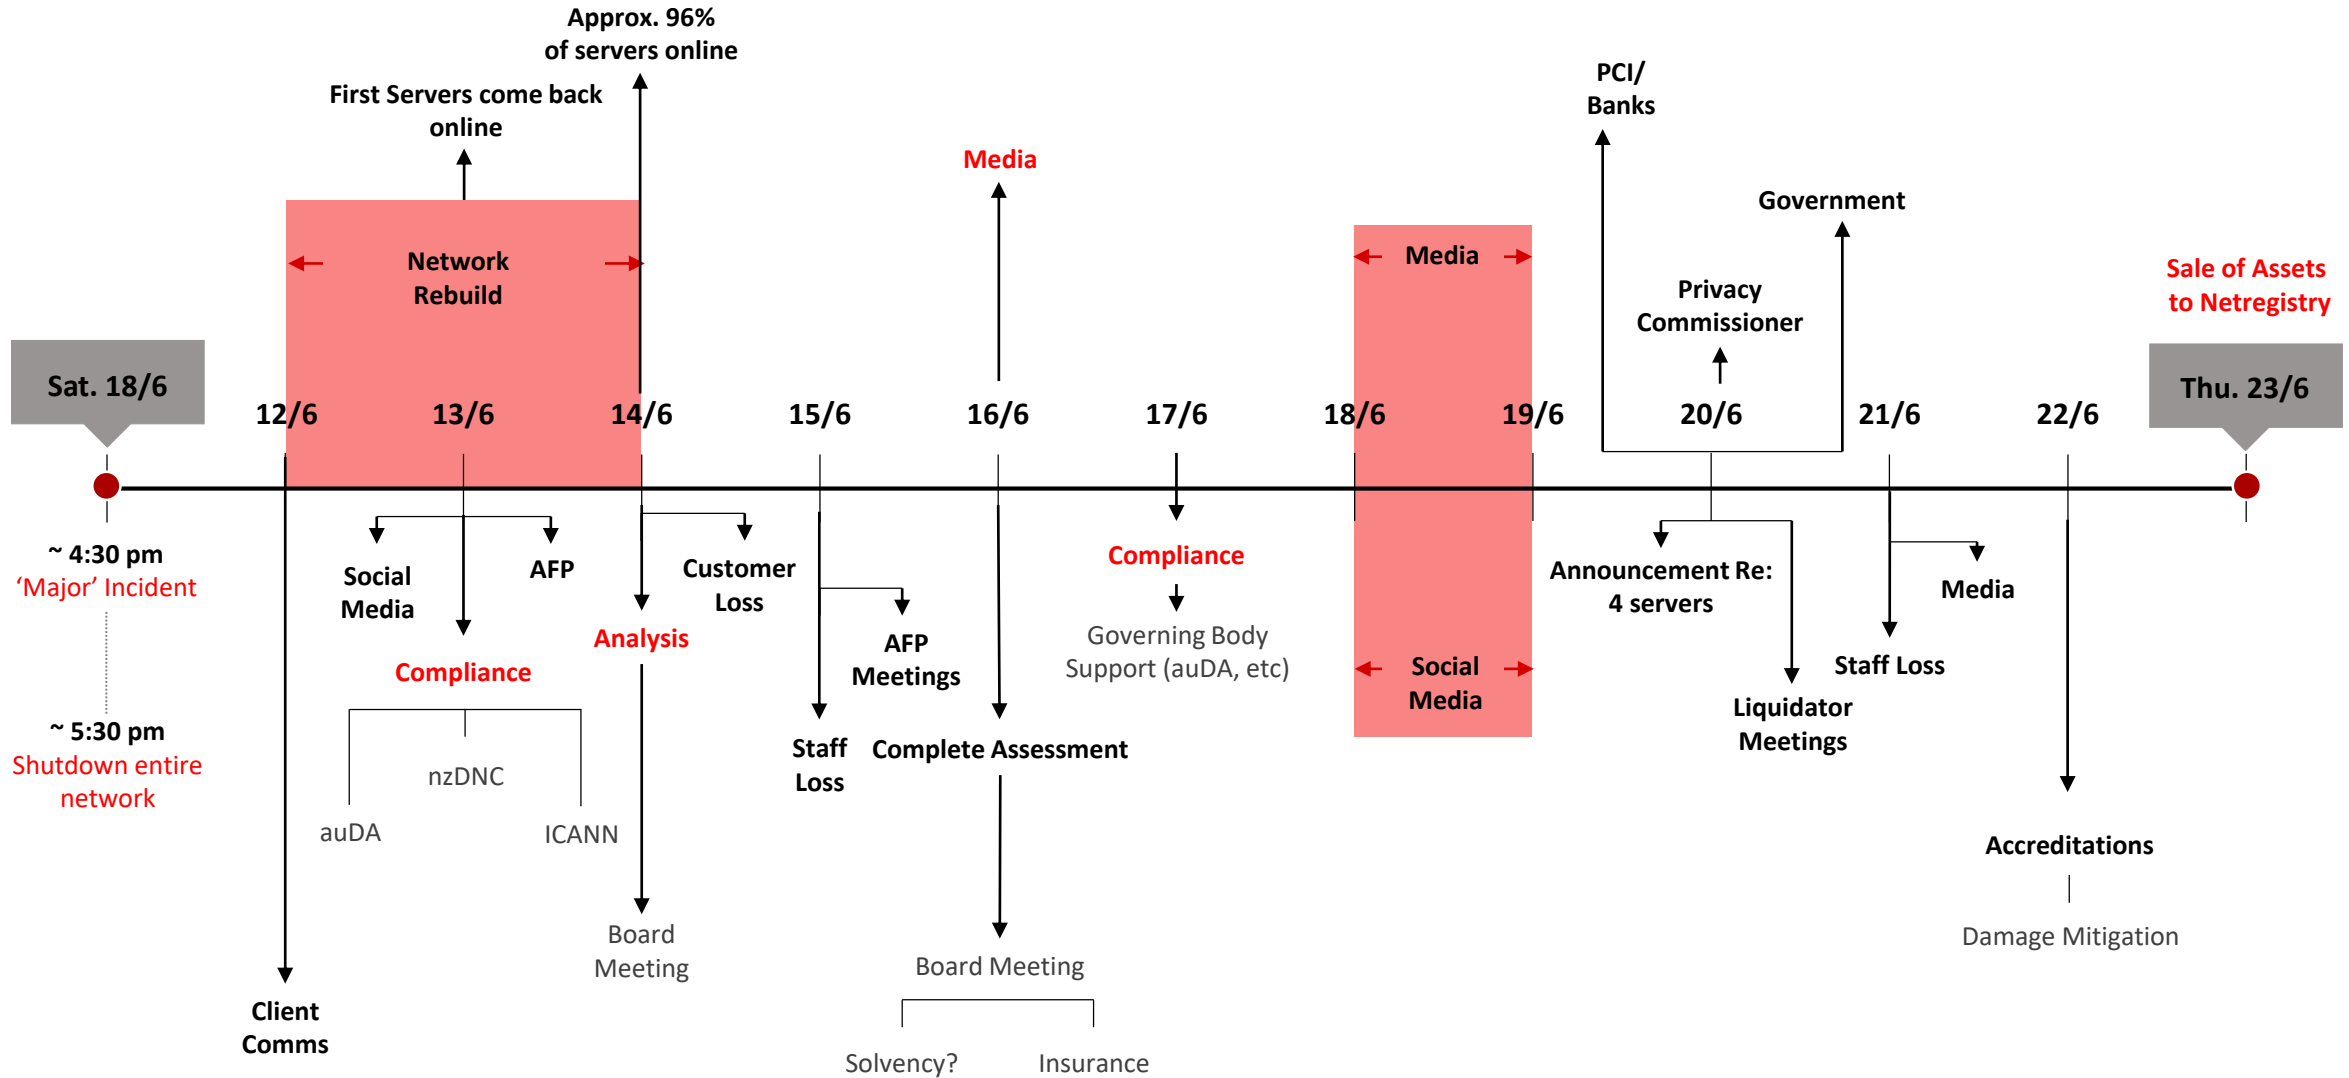 Approx. 96%
of servers online
First Servers come back
online
PCI/
Banks
Media
Government
Network
Rebuild
Media
Privacy
Commissioner
Sale of Assets
to Netregistry
Sat. 18/6
12/6
13/6
14/6
15/6
16/6
17/6
18/6
19/6
20/6
21/6
22/6
Thu. 23/6
~ 4:30 pm
'Major' Incident
~ 5:30 pm
Shutdown entire
network
Client
Comms
Social
Media
AFP
Compliance
auDA
nzDNC
ICANN
Customer
Loss
Analysis
Board
Meeting
AFP
Meetings
Staff
Loss
Complete Assessment
Board Meeting
Solvency?
Insurance
Compliance
Governing Body
Support (auDA, etc)
Social
Media
Announcement Re:
4 servers
Liquidator
Meetings
Media
Staff Loss
Accreditations
Damage Mitigation